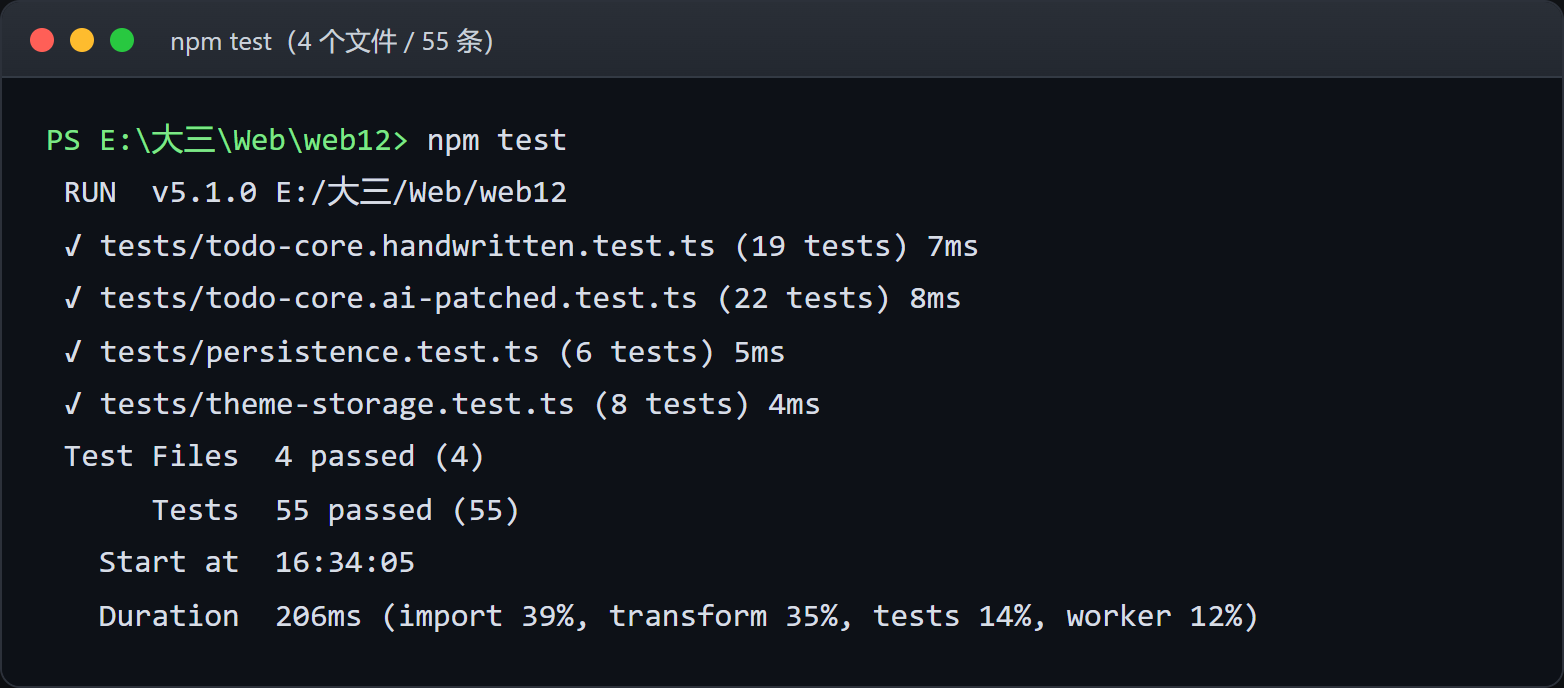 npm test（4 个文件 / 55 条）
PS E:\大三\Web\web12> npm test
RUN  v5.1.0 E:/大三/Web/web12
√ tests/todo-core.handwritten.test.ts (19 tests) 7ms
√ tests/todo-core.ai-patched.test.ts (22 tests) 8ms
√ tests/persistence.test.ts (6 tests) 5ms
√ tests/theme-storage.test.ts (8 tests) 4ms
Test Files  4 passed (4)
Tests  55 passed (55)
Start at  16:34:05
Duration  206ms (import 39%, transform 35%, tests 14%, worker 12%)